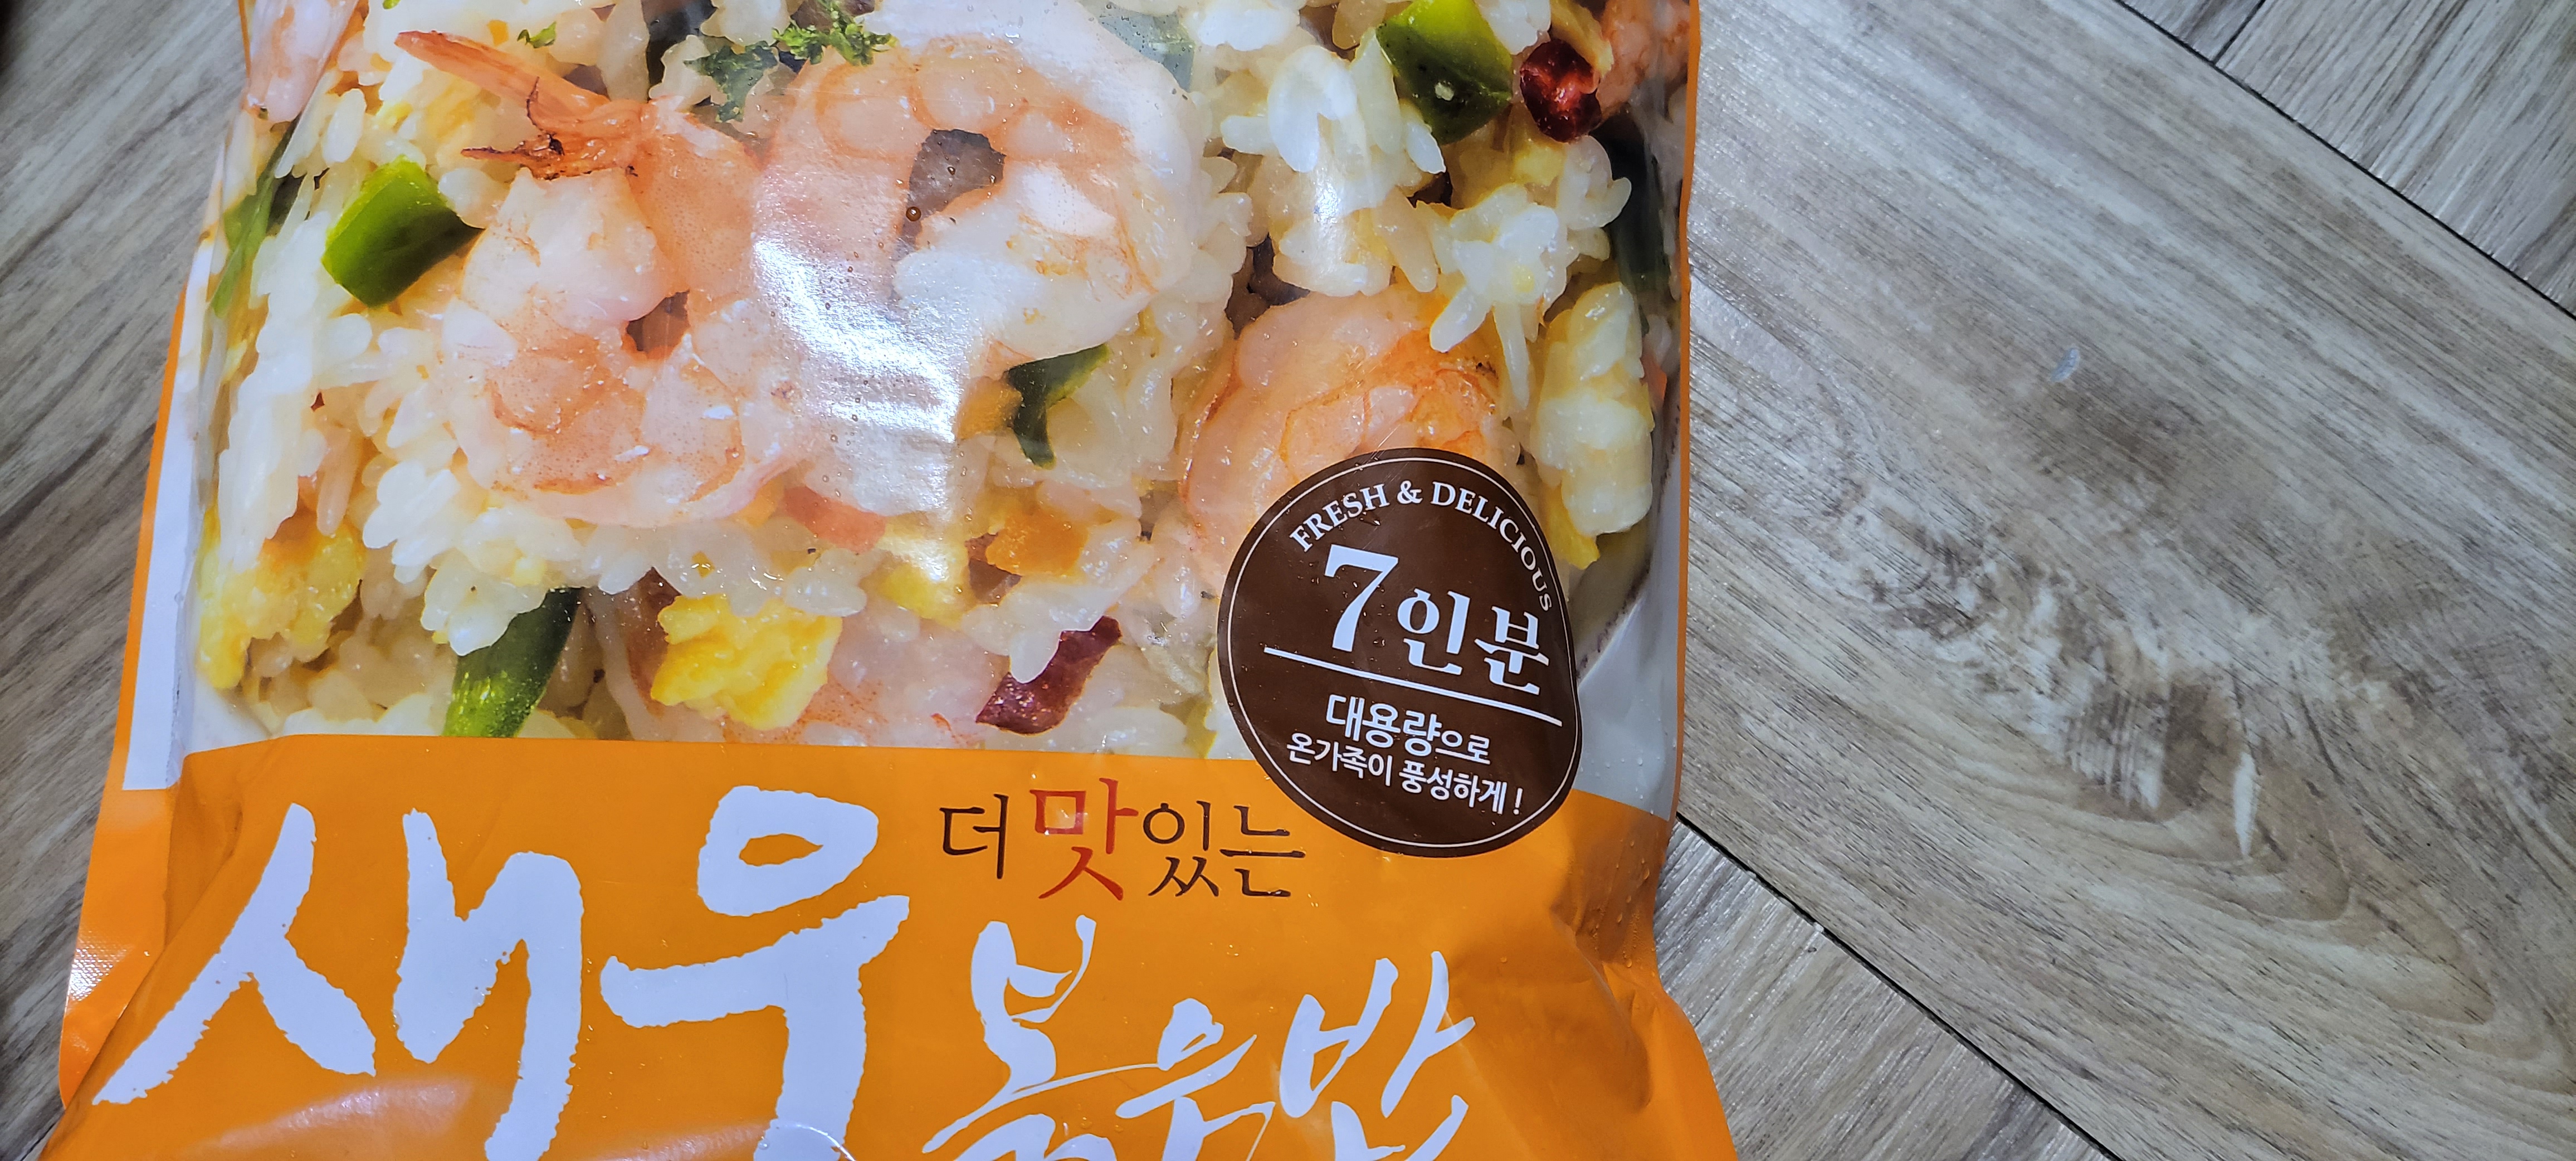 FRESH & DELICIOUS
7인분
대용량으로
온가족이 풍성하게!
더 맛있는
새우
볶음밥